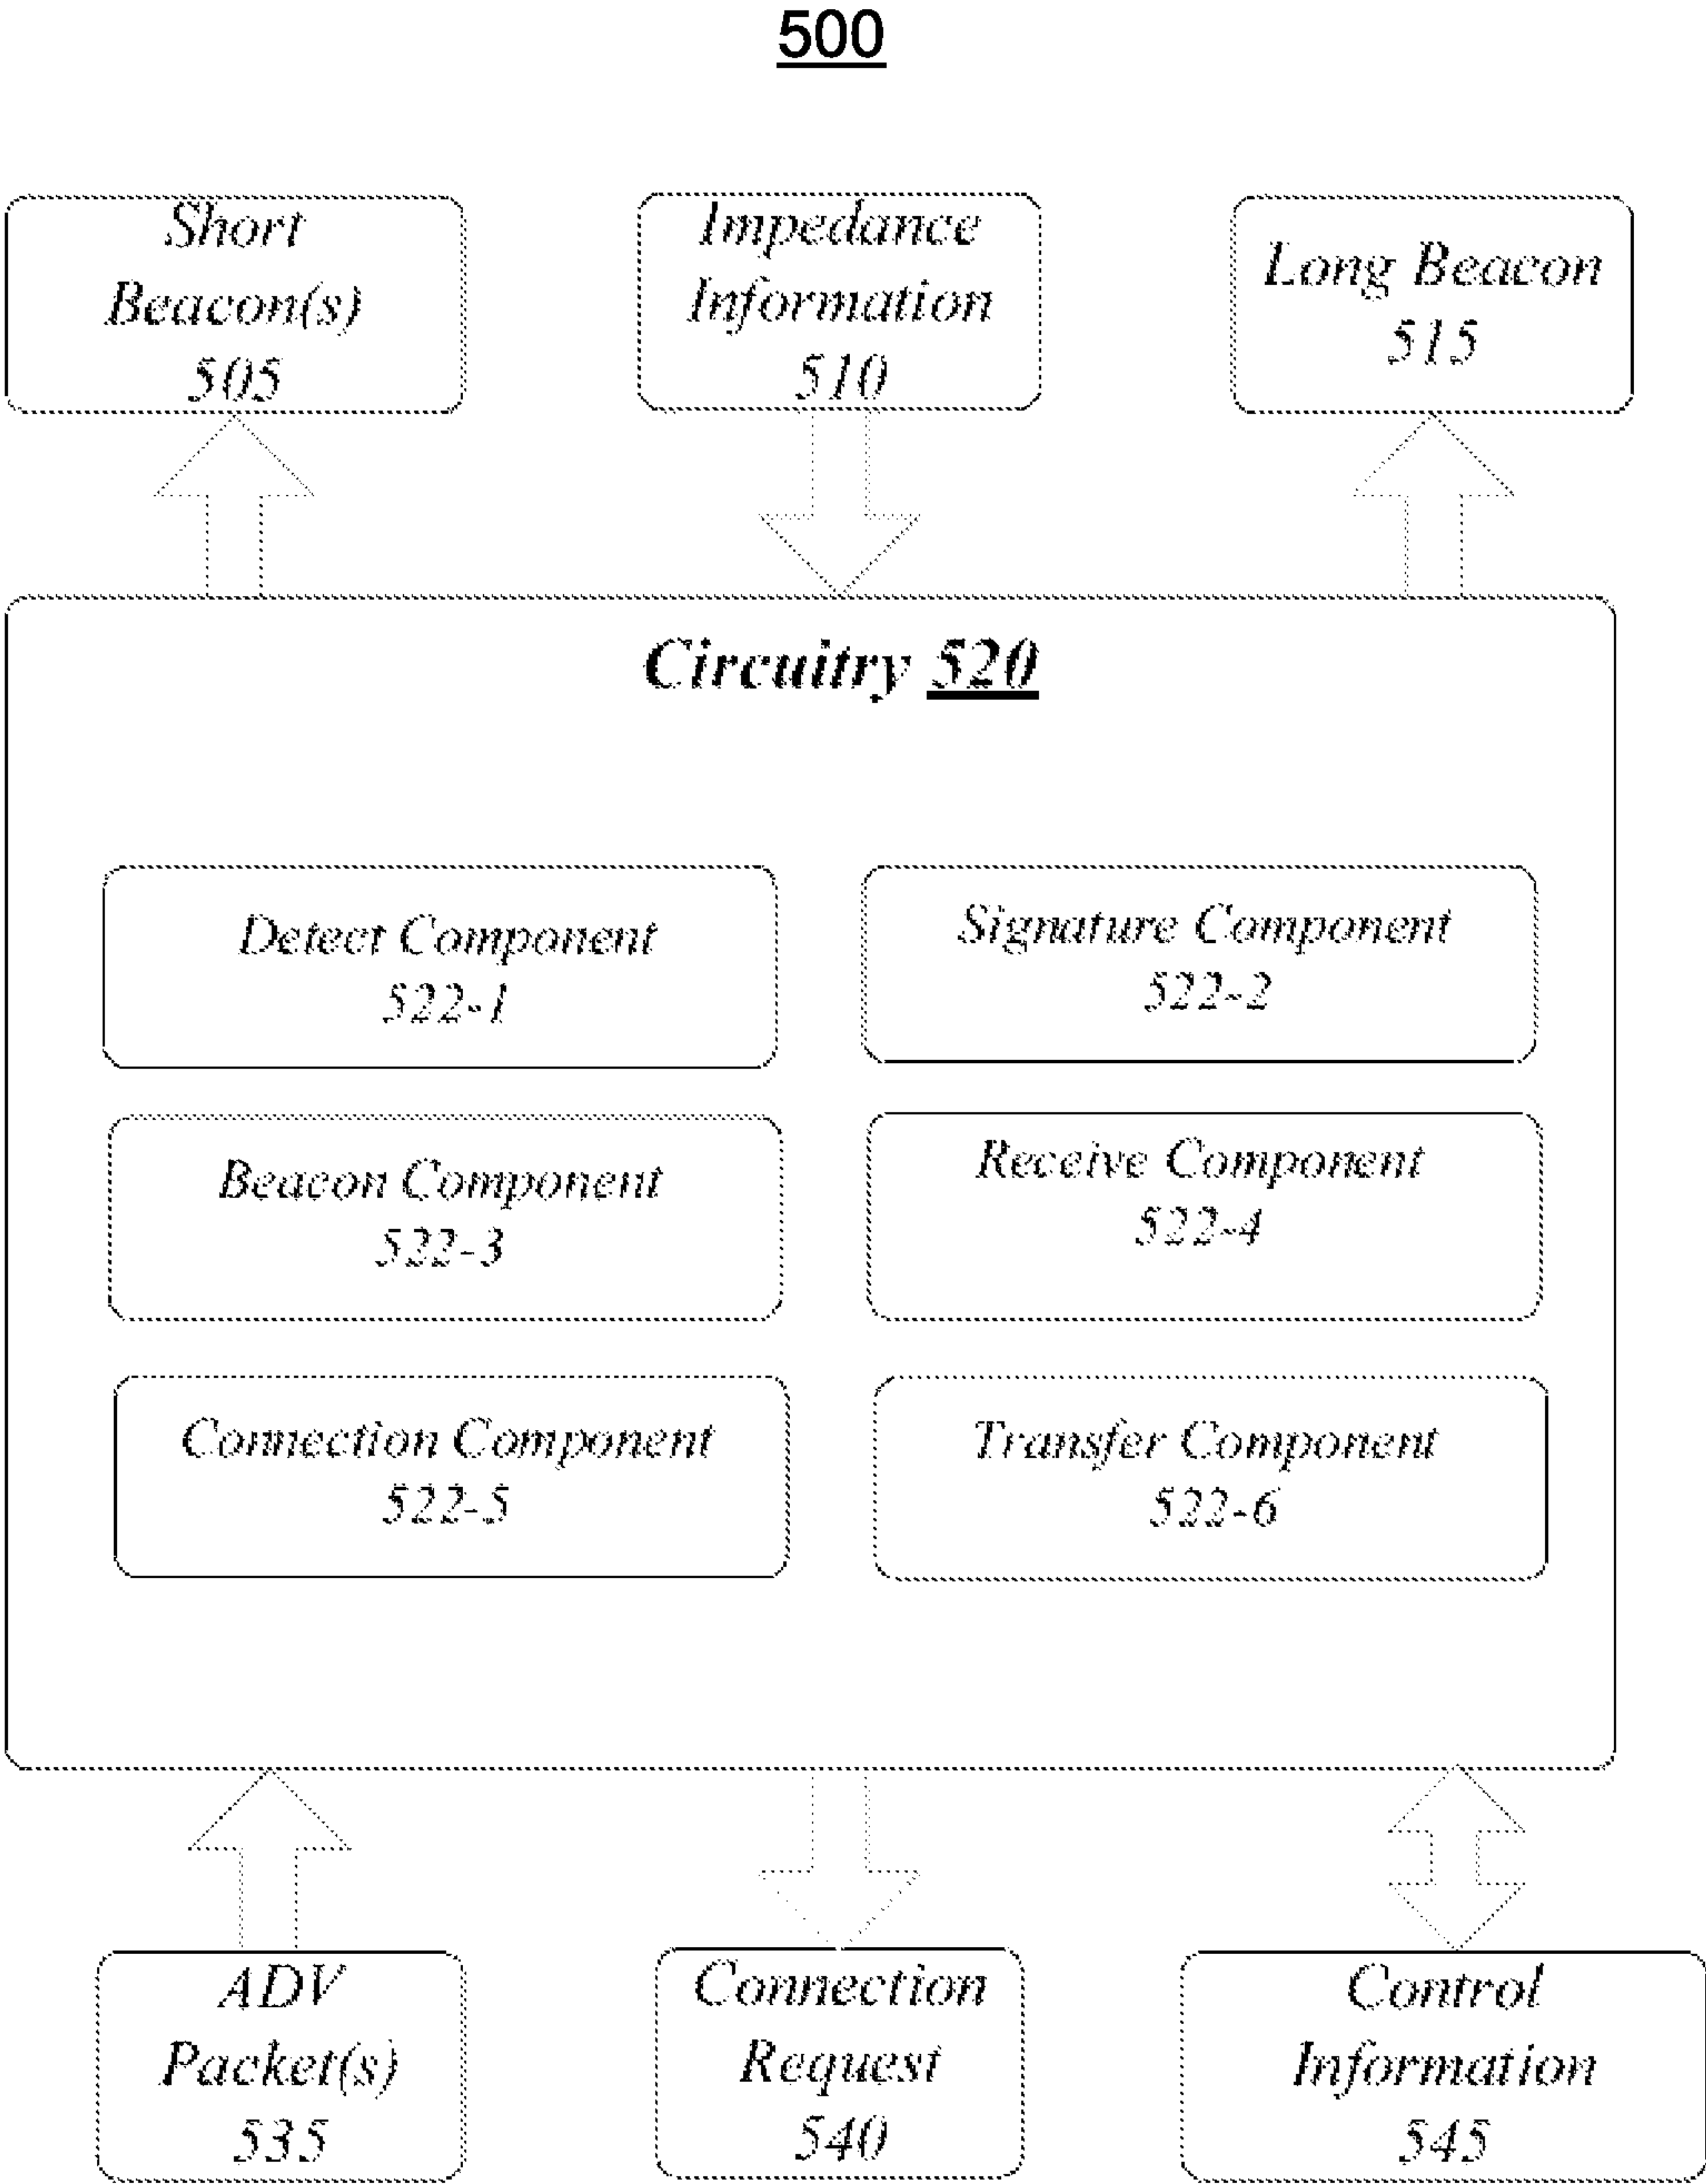 500
Short
Beacon(s)
505
Impedance
Information
510
Long Beacon
515
Circuitry 520
Detect Component
522-1
Signature Component
522-2
Beacon Component
522-3
Receive Component
522-4
Connection Component
522-5
Transfer Component
522-6
ADV
Packet(s)
535
Connection
Request
540
Control
Information
545